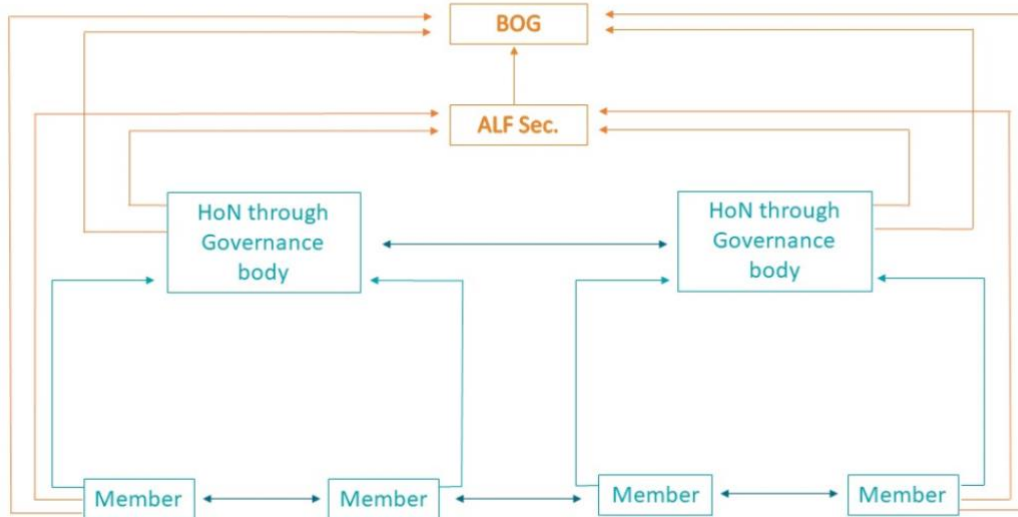 BOG
ALF Sec.
HoN through
Governance
body
HoN through
Governance
body
Member
Member
Member
Member